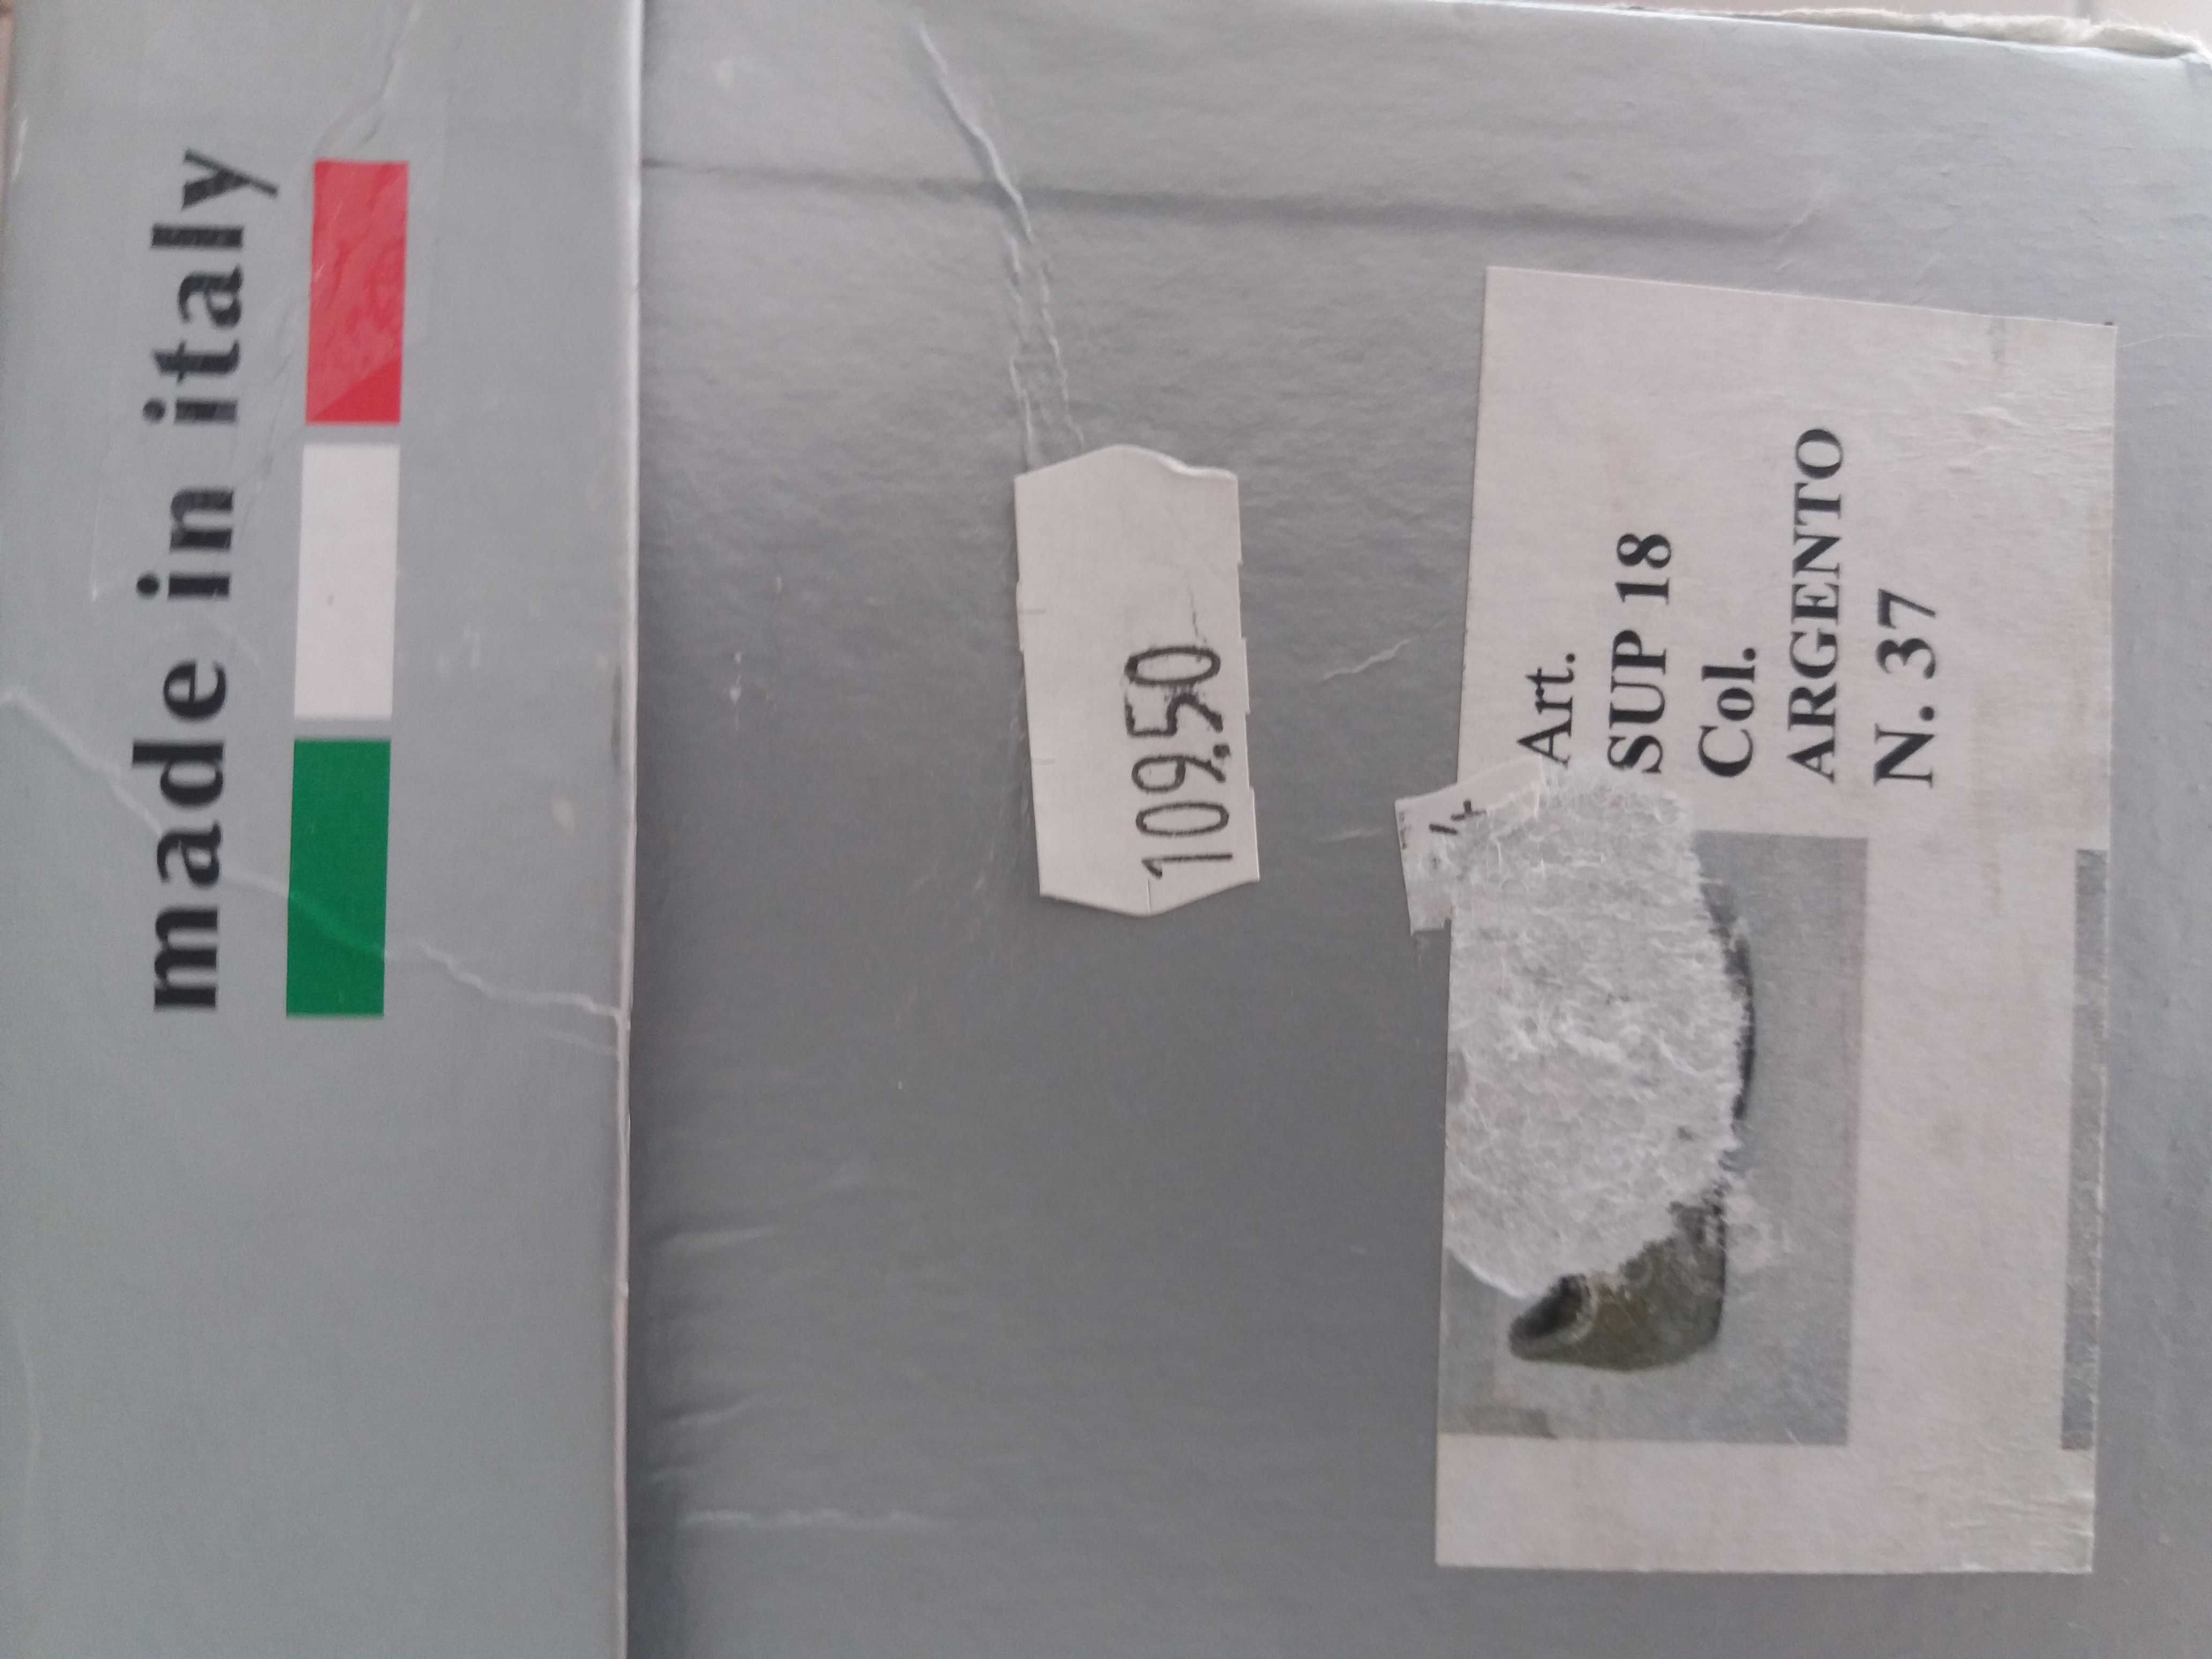 made in italy
109.50
Art.
SUP 18
Col.
ARGENTO
N. 37